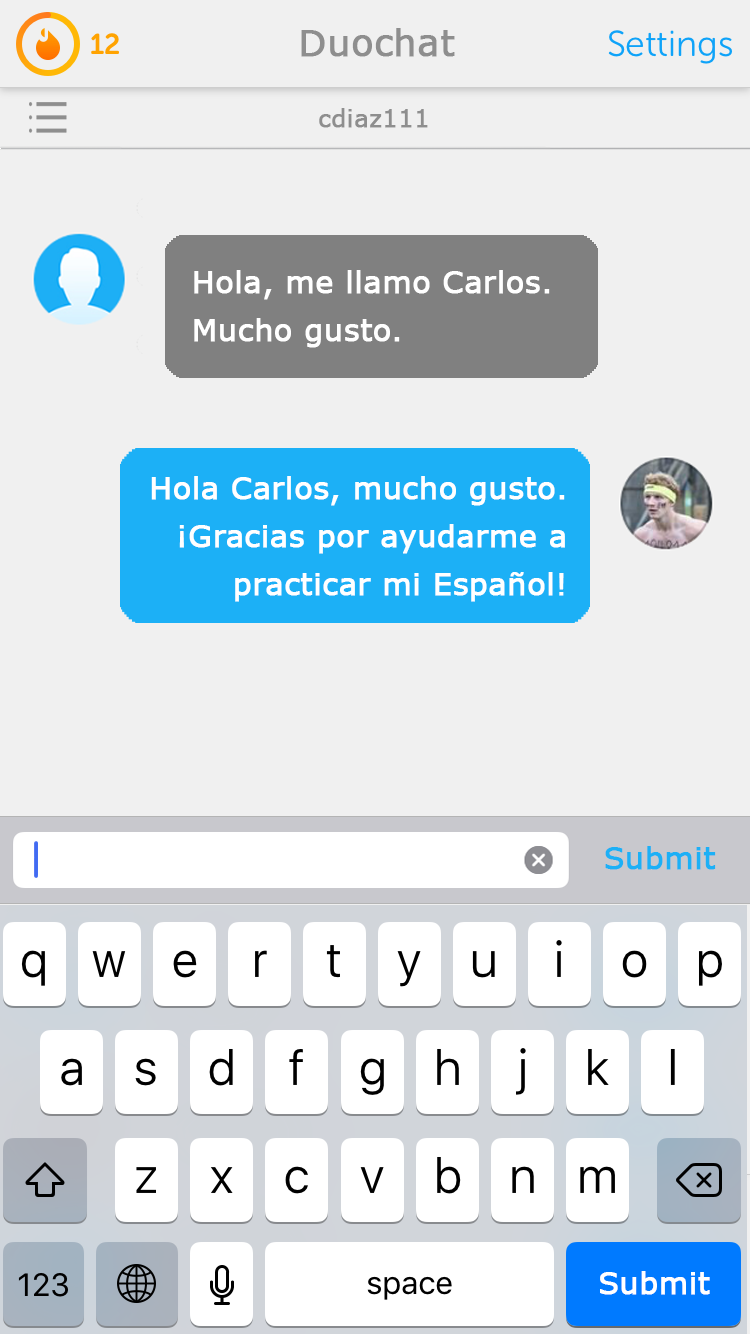 12 Duochat Settings
cdiaz111
Hola, me llamo Carlos.
Mucho gusto.
Hola Carlos, mucho gusto.
¡Gracias por ayudarme a
practicar mi Español!
Submit
q w e r t y u i o p
a s d f g h j k l
z x c v b n m
123 space Submit